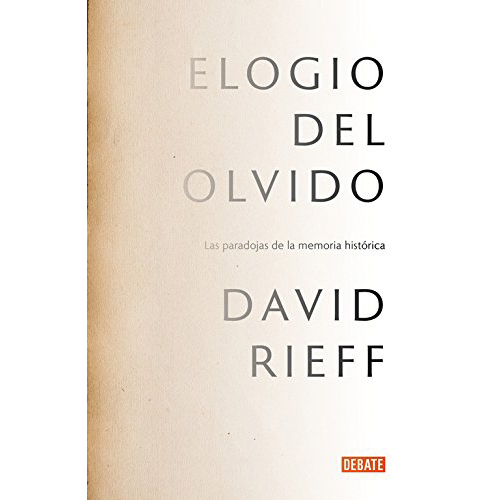 ELOGIO
DEL
OLVIDO
Las paradojas de la memoria histórica
DAVID
RIEFF
DEBATE